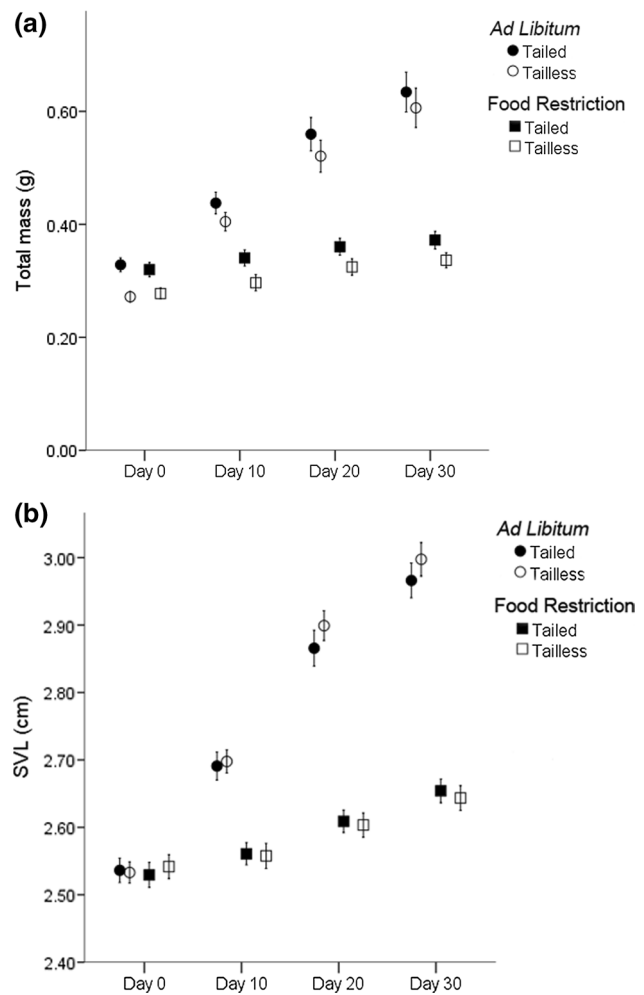 (a)
Ad Libitum
Tailed
Tailless
Food Restriction
Tailed
Tailless
Total mass (g)
0.60
0.40
0.20
0.00
Day 0 Day 10 Day 20 Day 30
(b)
Ad Libitum
Tailed
Tailless
Food Restriction
Tailed
Tailless
SVL (cm)
3.00
2.90
2.80
2.70
2.60
2.50
2.40
Day 0 Day 10 Day 20 Day 30